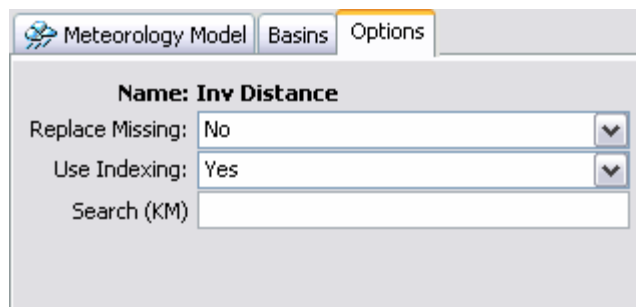 Meteorology Model Basins Options
Name: Inv Distance
Replace Missing: No
Use Indexing: Yes
Search (KM)